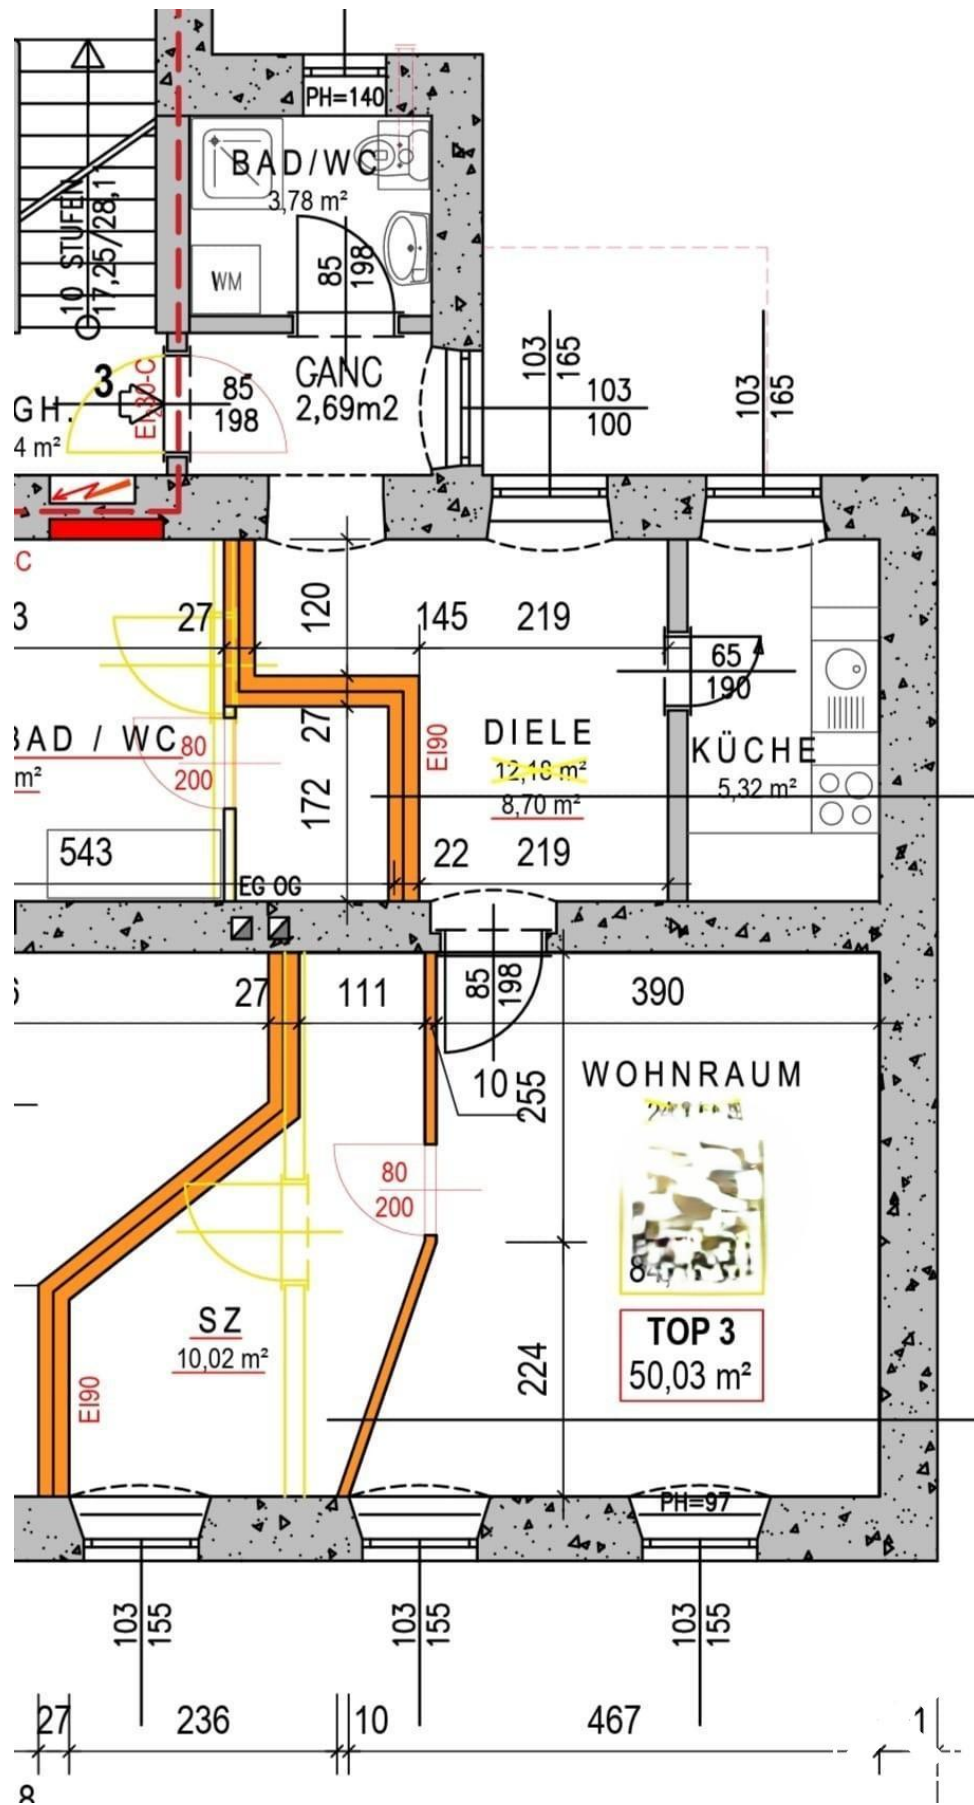 PH=140
BAD/WC
3,78 m²
WM
85
198
10 STUFEN
17,25/28,1
3
EI30-C
85
198
GANG
2,69m2
GH.
4 m²
103
165
103
100
103
165
-C
3
27
120
145
219
65
190
BAD / WC
m²
80
200
27
172
EI90
DIELE
12,18 m²
8,70 m²
KÜCHE
5,32 m²
543
22
219
EG OG
27
111
85
198
390
10
255
WOHNRAUM
80
200
SZ
10,02 m²
TOP 3
50,03 m²
224
EI90
PH=97
103
155
103
155
103
155
27
236
10
467
1
8